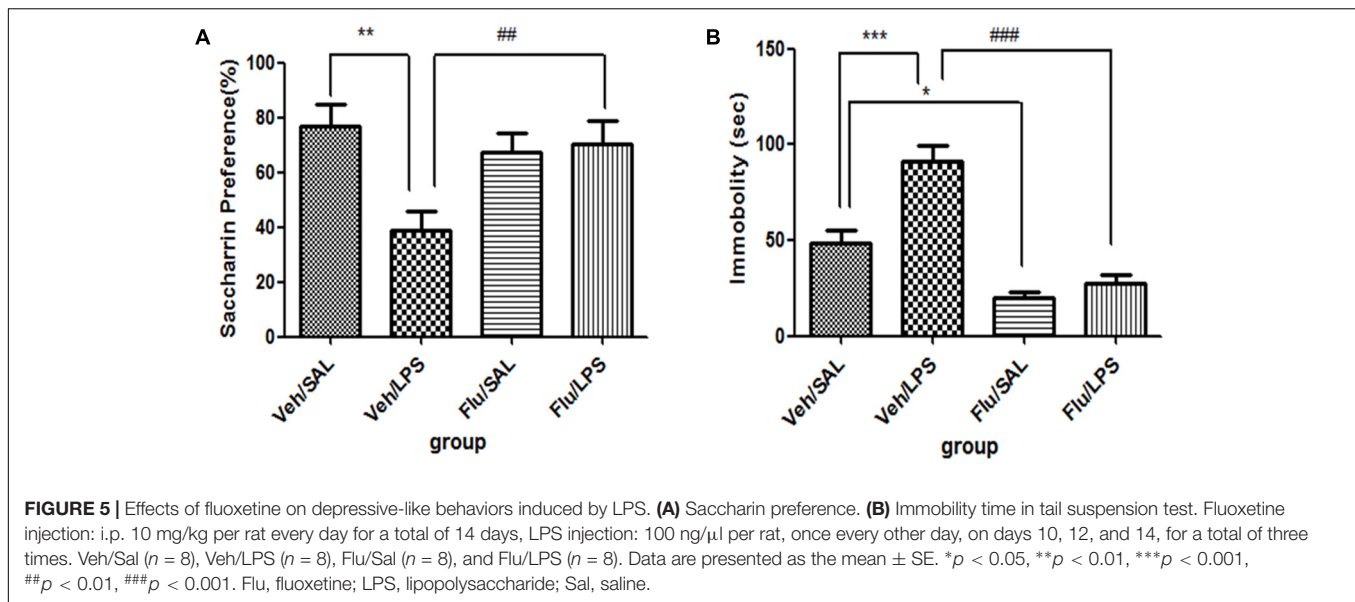 A
**
##
Saccharrin Preference(%)
100
80
60
40
20
0
Veh/SAL
Veh/LPS
Flu/SAL
Flu/LPS
group
B
***
###
*
Immobolity (sec)
150
100
50
0
Veh/SAL
Veh/LPS
Flu/SAL
Flu/LPS
group
FIGURE 5 | Effects of fluoxetine on depressive-like behaviors induced by LPS. (A) Saccharin preference. (B) Immobility time in tail suspension test. Fluoxetine
injection: i.p. 10 mg/kg per rat every day for a total of 14 days, LPS injection: 100 ng/μl per rat, once every other day, on days 10, 12, and 14, for a total of three
times. Veh/Sal (n = 8), Veh/LPS (n = 8), Flu/Sal (n = 8), and Flu/LPS (n = 8). Data are presented as the mean ± SE. *p < 0.05, **p < 0.01, ***p < 0.001,
##p < 0.01, ###p < 0.001. Flu, fluoxetine; LPS, lipopolysaccharide; Sal, saline.